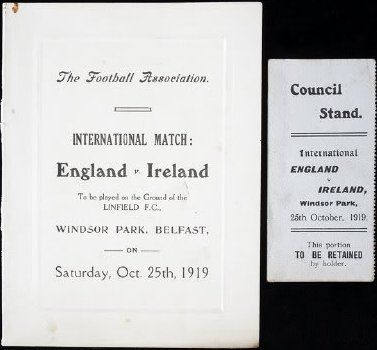 The Football Association.
INTERNATIONAL MATCH:
England v. Ireland
To be played on the Ground of the
LINFIELD F.C.,
WINDSOR PARK, BELFAST,
— ON —
Saturday, Oct. 25th, 1919
Council
Stand.
International
ENGLAND
v
IRELAND,
Windsor Park,
25th October, 1919.
This portion
TO BE RETAINED
by holder.